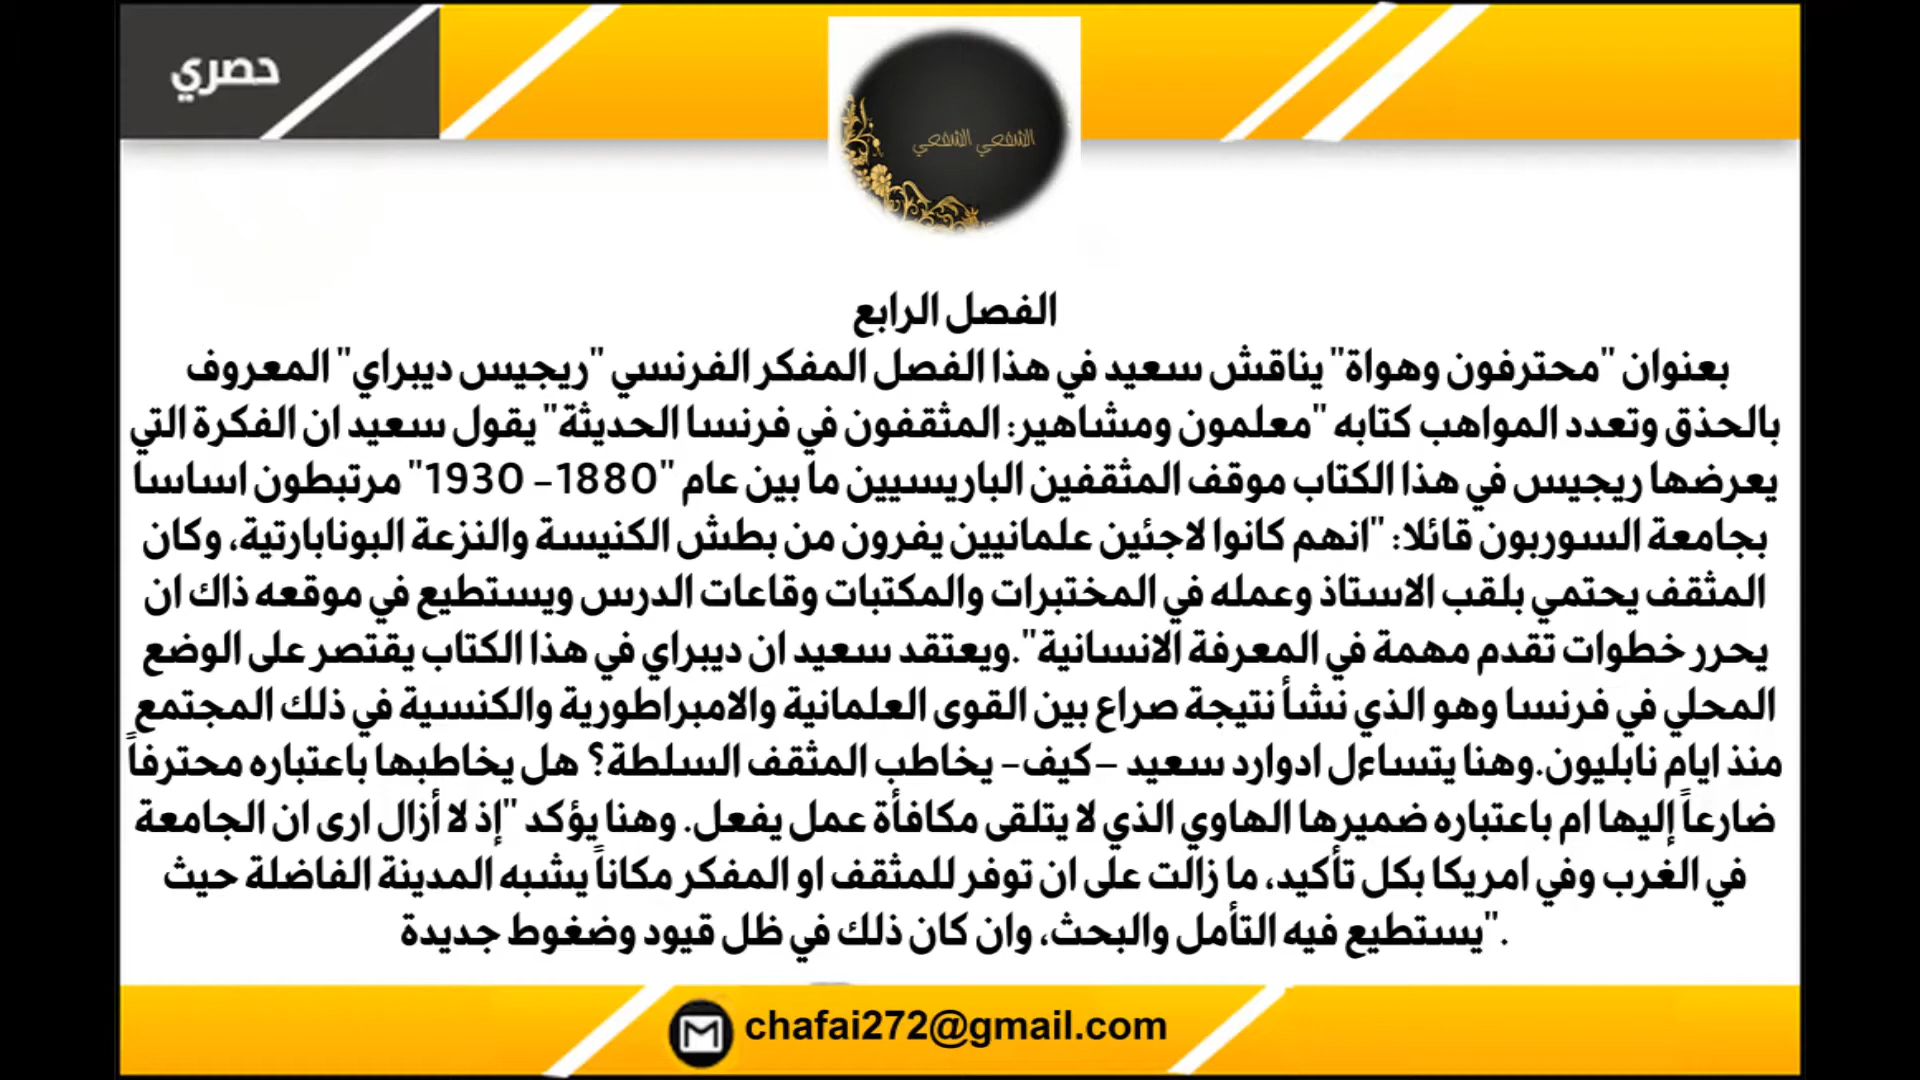 حصري
الشفعي الشفعي
الفصل الرابع
بعنوان "محترفون وهواة" يناقش سعيد في هذا الفصل المفكر الفرنسي "ريجيس ديبراي" المعروف
بالحذق وتعدد المواهب كتابه "معلمون ومشاهير: المثقفون في فرنسا الحديثة" يقول سعيد ان الفكرة التي
يعرضها ريجيس في هذا الكتاب موقف المثقفين الباريسيين ما بين عام "1880– 1930" مرتبطون اساسا
بجامعة السوربون قائلا: "انهم كانوا لاجئين علمانيين يفرون من بطش الكنيسة والنزعة البونابارتية، وكان
المثقف يحتمي بلقب الاستاذ وعمله في المختبرات والمكتبات وقاعات الدرس ويستطيع في موقعه ذاك ان
يحرر خطوات تقدم مهمة في المعرفة الانسانية".ويعتقد سعيد ان ديبراي في هذا الكتاب يقتصر على الوضع
المحلي في فرنسا وهو الذي نشأ نتيجة صراع بين القوى العلمانية والامبراطورية والكنسية في ذلك المجتمع
منذ ايام نابليون.وهنا يتساءل ادوارد سعيد –كيف- يخاطب المثقف السلطة؟ هل يخاطبها باعتباره محترفاً
ضارعاً إليها ام باعتباره ضميرها الهاوي الذي لا يتلقى مكافأة عمل يفعل. وهنا يؤكد "إذ لا أزال ارى ان الجامعة
في الغرب وفي امريكا بكل تأكيد، ما زالت على ان توفر للمثقف او المفكر مكاناً يشبه المدينة الفاضلة حيث
يستطيع فيه التأمل والبحث، وان كان ذلك في ظل قيود وضغوط جديدة".
chafai272@gmail.com